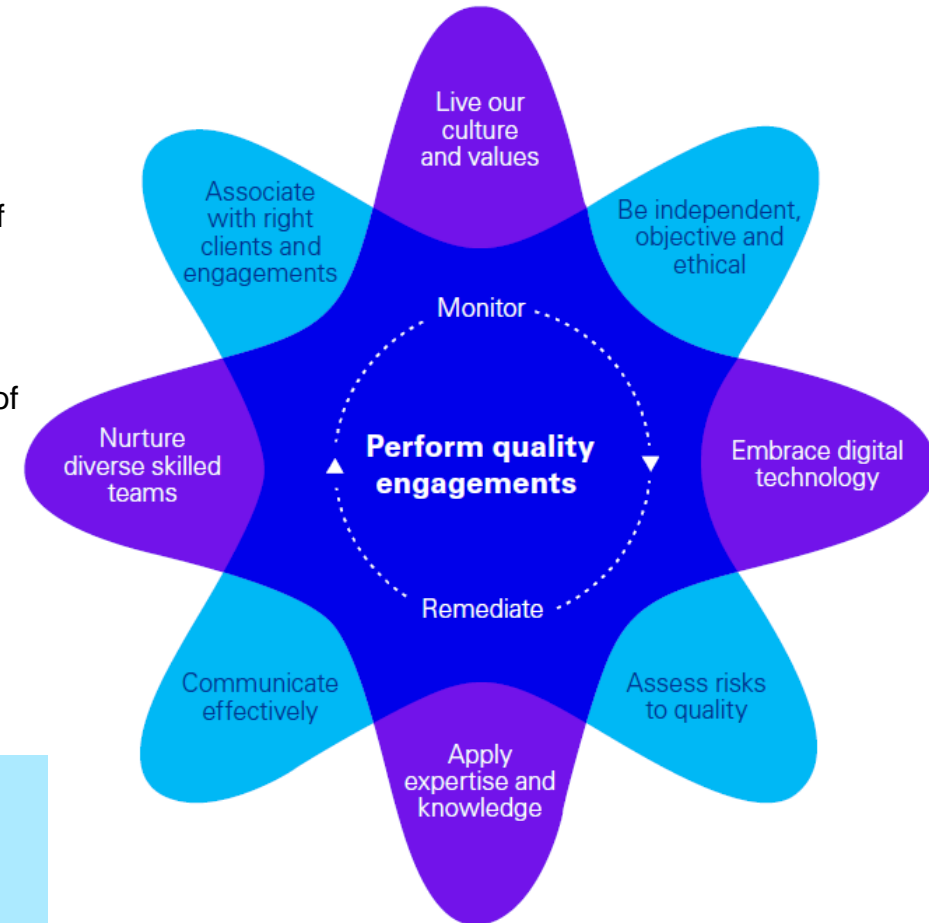 Live our
culture
and values
Associate
with right
clients and
engagements
Be independent,
objective and
ethical
of
Monitor
Nurture
diverse skilled
teams
Perform quality
engagements
Embrace digital
technology
Remediate
Communicate
effectively
Assess risks
to quality
Apply
expertise and
knowledge